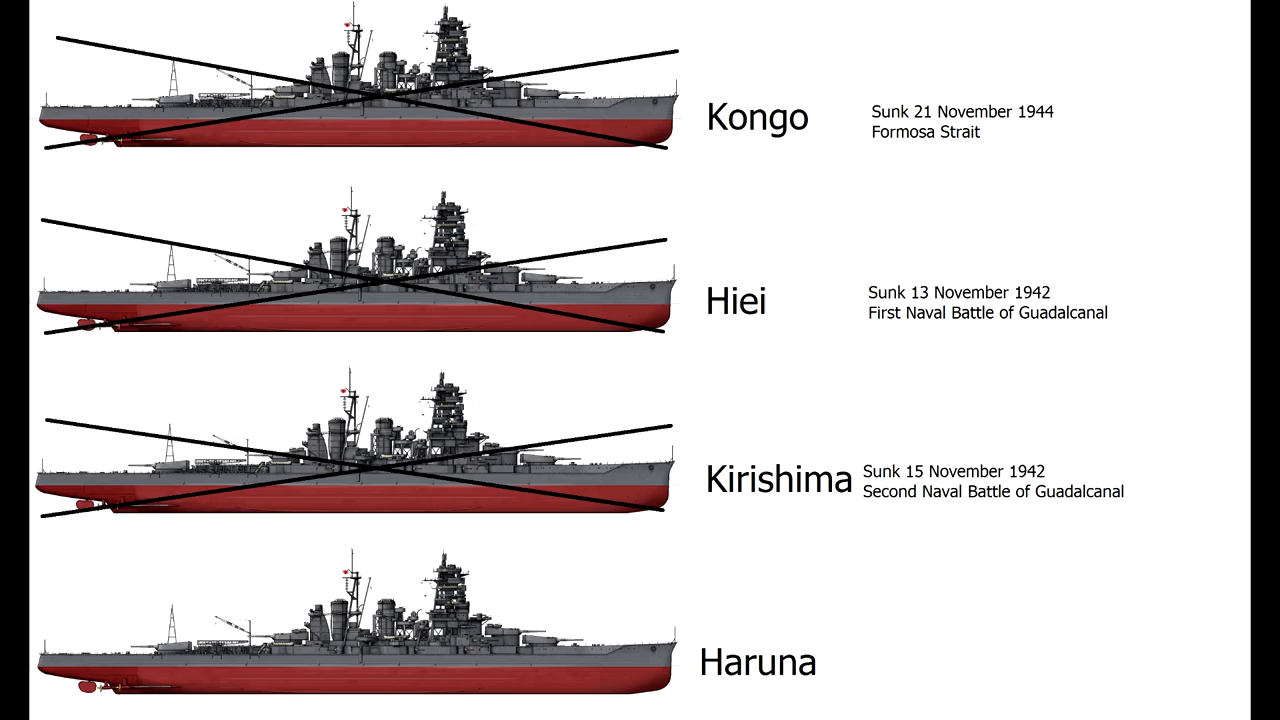 Kongo
Sunk 21 November 1944
Formosa Strait
Hiei
Sunk 13 November 1942
First Naval Battle of Guadalcanal
Kirishima
Sunk 15 November 1942
Second Naval Battle of Guadalcanal
Haruna